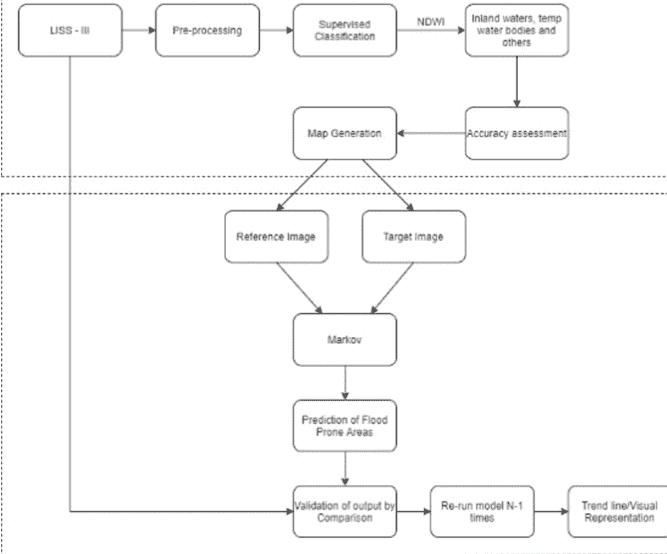 LISS - III
Pre-processing
Supervised
Classification
NDWI
Inland waters, temp
water bodies and
others
Map Generation
Accuracy assessment
Reference Image
Target Image
Markov
Prediction of Flood
Prone Areas
Validation of output by
Comparison
Re-run model N-1
times
Trend line/Visual
Representation